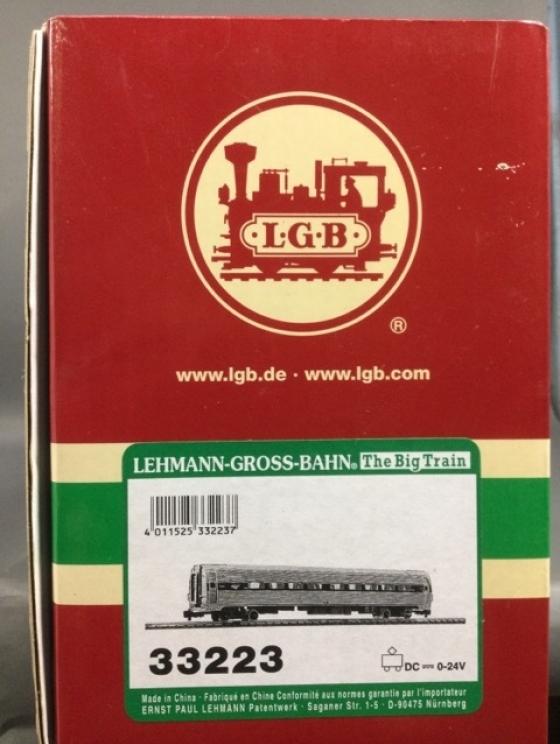 L·G·B
®
www.lgb.de · www.lgb.com
LEHMANN-GROSS-BAHN® The Big Train
4 011525 332237
33223
DC 0-24V
Made in China · Fabriqué en Chine Conformité aux normes garantie par l'importateur
ERNST PAUL LEHMANN Patentwerk · Saganer Str. 1-5 · D-90475 Nürnberg